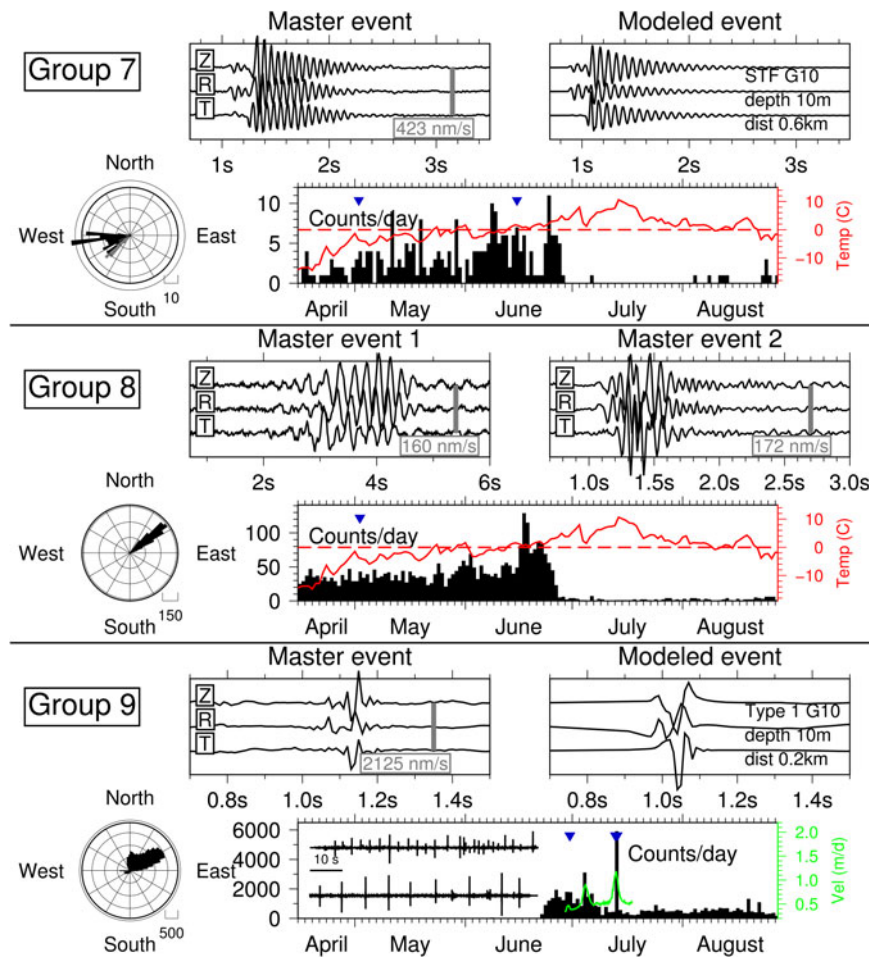 Master event Modeled event
Group 7
Z
R
T
423 nm/s
STF G10
depth 10m
dist 0.6km
1s 2s 3s 1s 2s 3s
North
West East
South
10
10
5
0
Counts/day
10
0
−10
Temp (C)
April May June July August
Master event 1 Master event 2
Group 8
Z
R
T
160 nm/s
Z
R
T
172 nm/s
2s 4s 6s 1.0s 1.5s 2.0s 2.5s 3.0s
North
West East
South
150
100
50
0
Counts/day
10
0
−10
Temp (C)
April May June July August
Master event Modeled event
Group 9
Z
R
T
2125 nm/s
Type 1 G10
depth 10m
dist 0.2km
0.8s 1.0s 1.2s 1.4s 0.8s 1.0s 1.2s 1.4s
North
West East
South
500
6000
4000
2000
0
10 s
Counts/day
2.0
1.5
1.0
0.5
Vel (m/d)
April May June July August